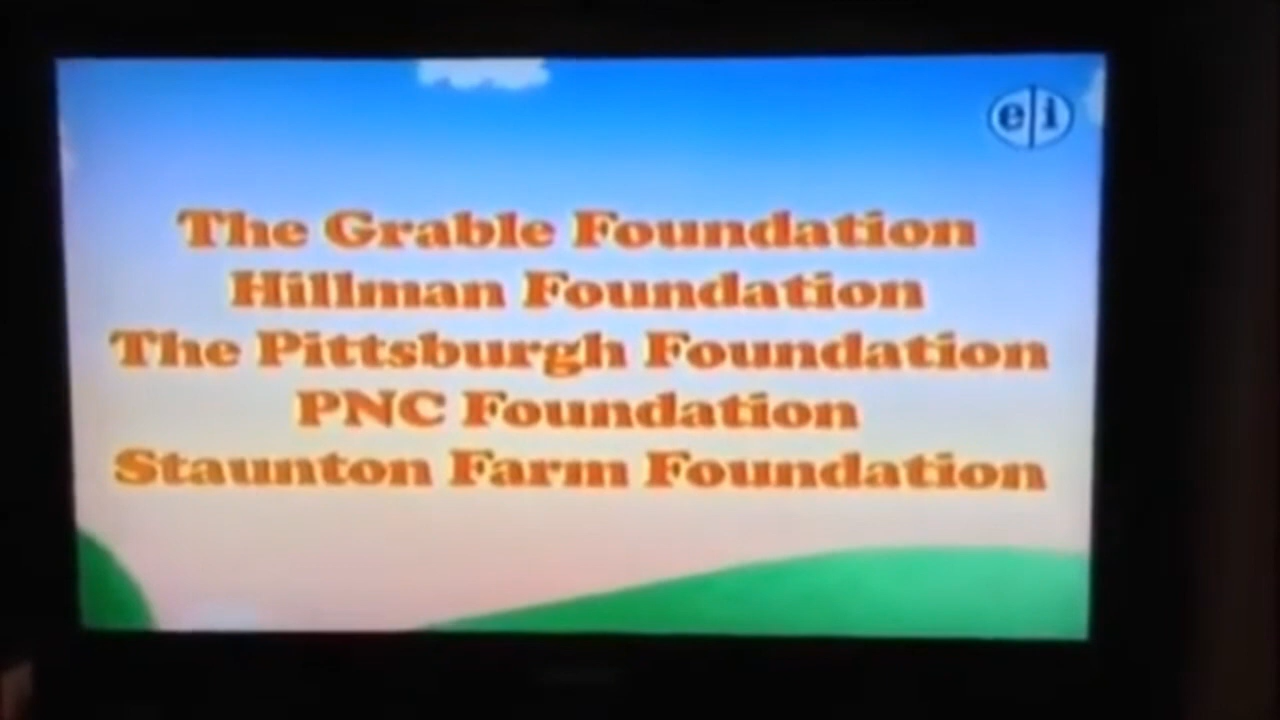 e|i
The Grable Foundation
Hillman Foundation
The Pittsburgh Foundation
PNC Foundation
Staunton Farm Foundation